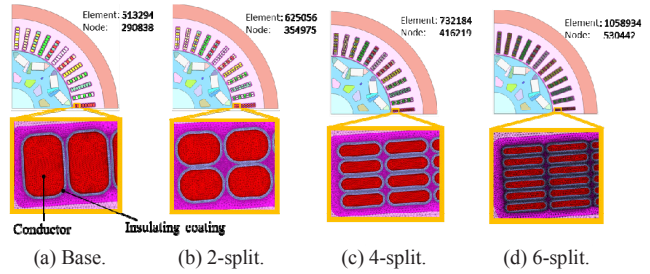 Element: 513294
Node: 290838
Element: 625056
Node: 354975
Element: 732184
Node: 416219
Element: 1058934
Node: 530442
Conductor
Insulating coating
(a) Base.
(b) 2-split.
(c) 4-split.
(d) 6-split.